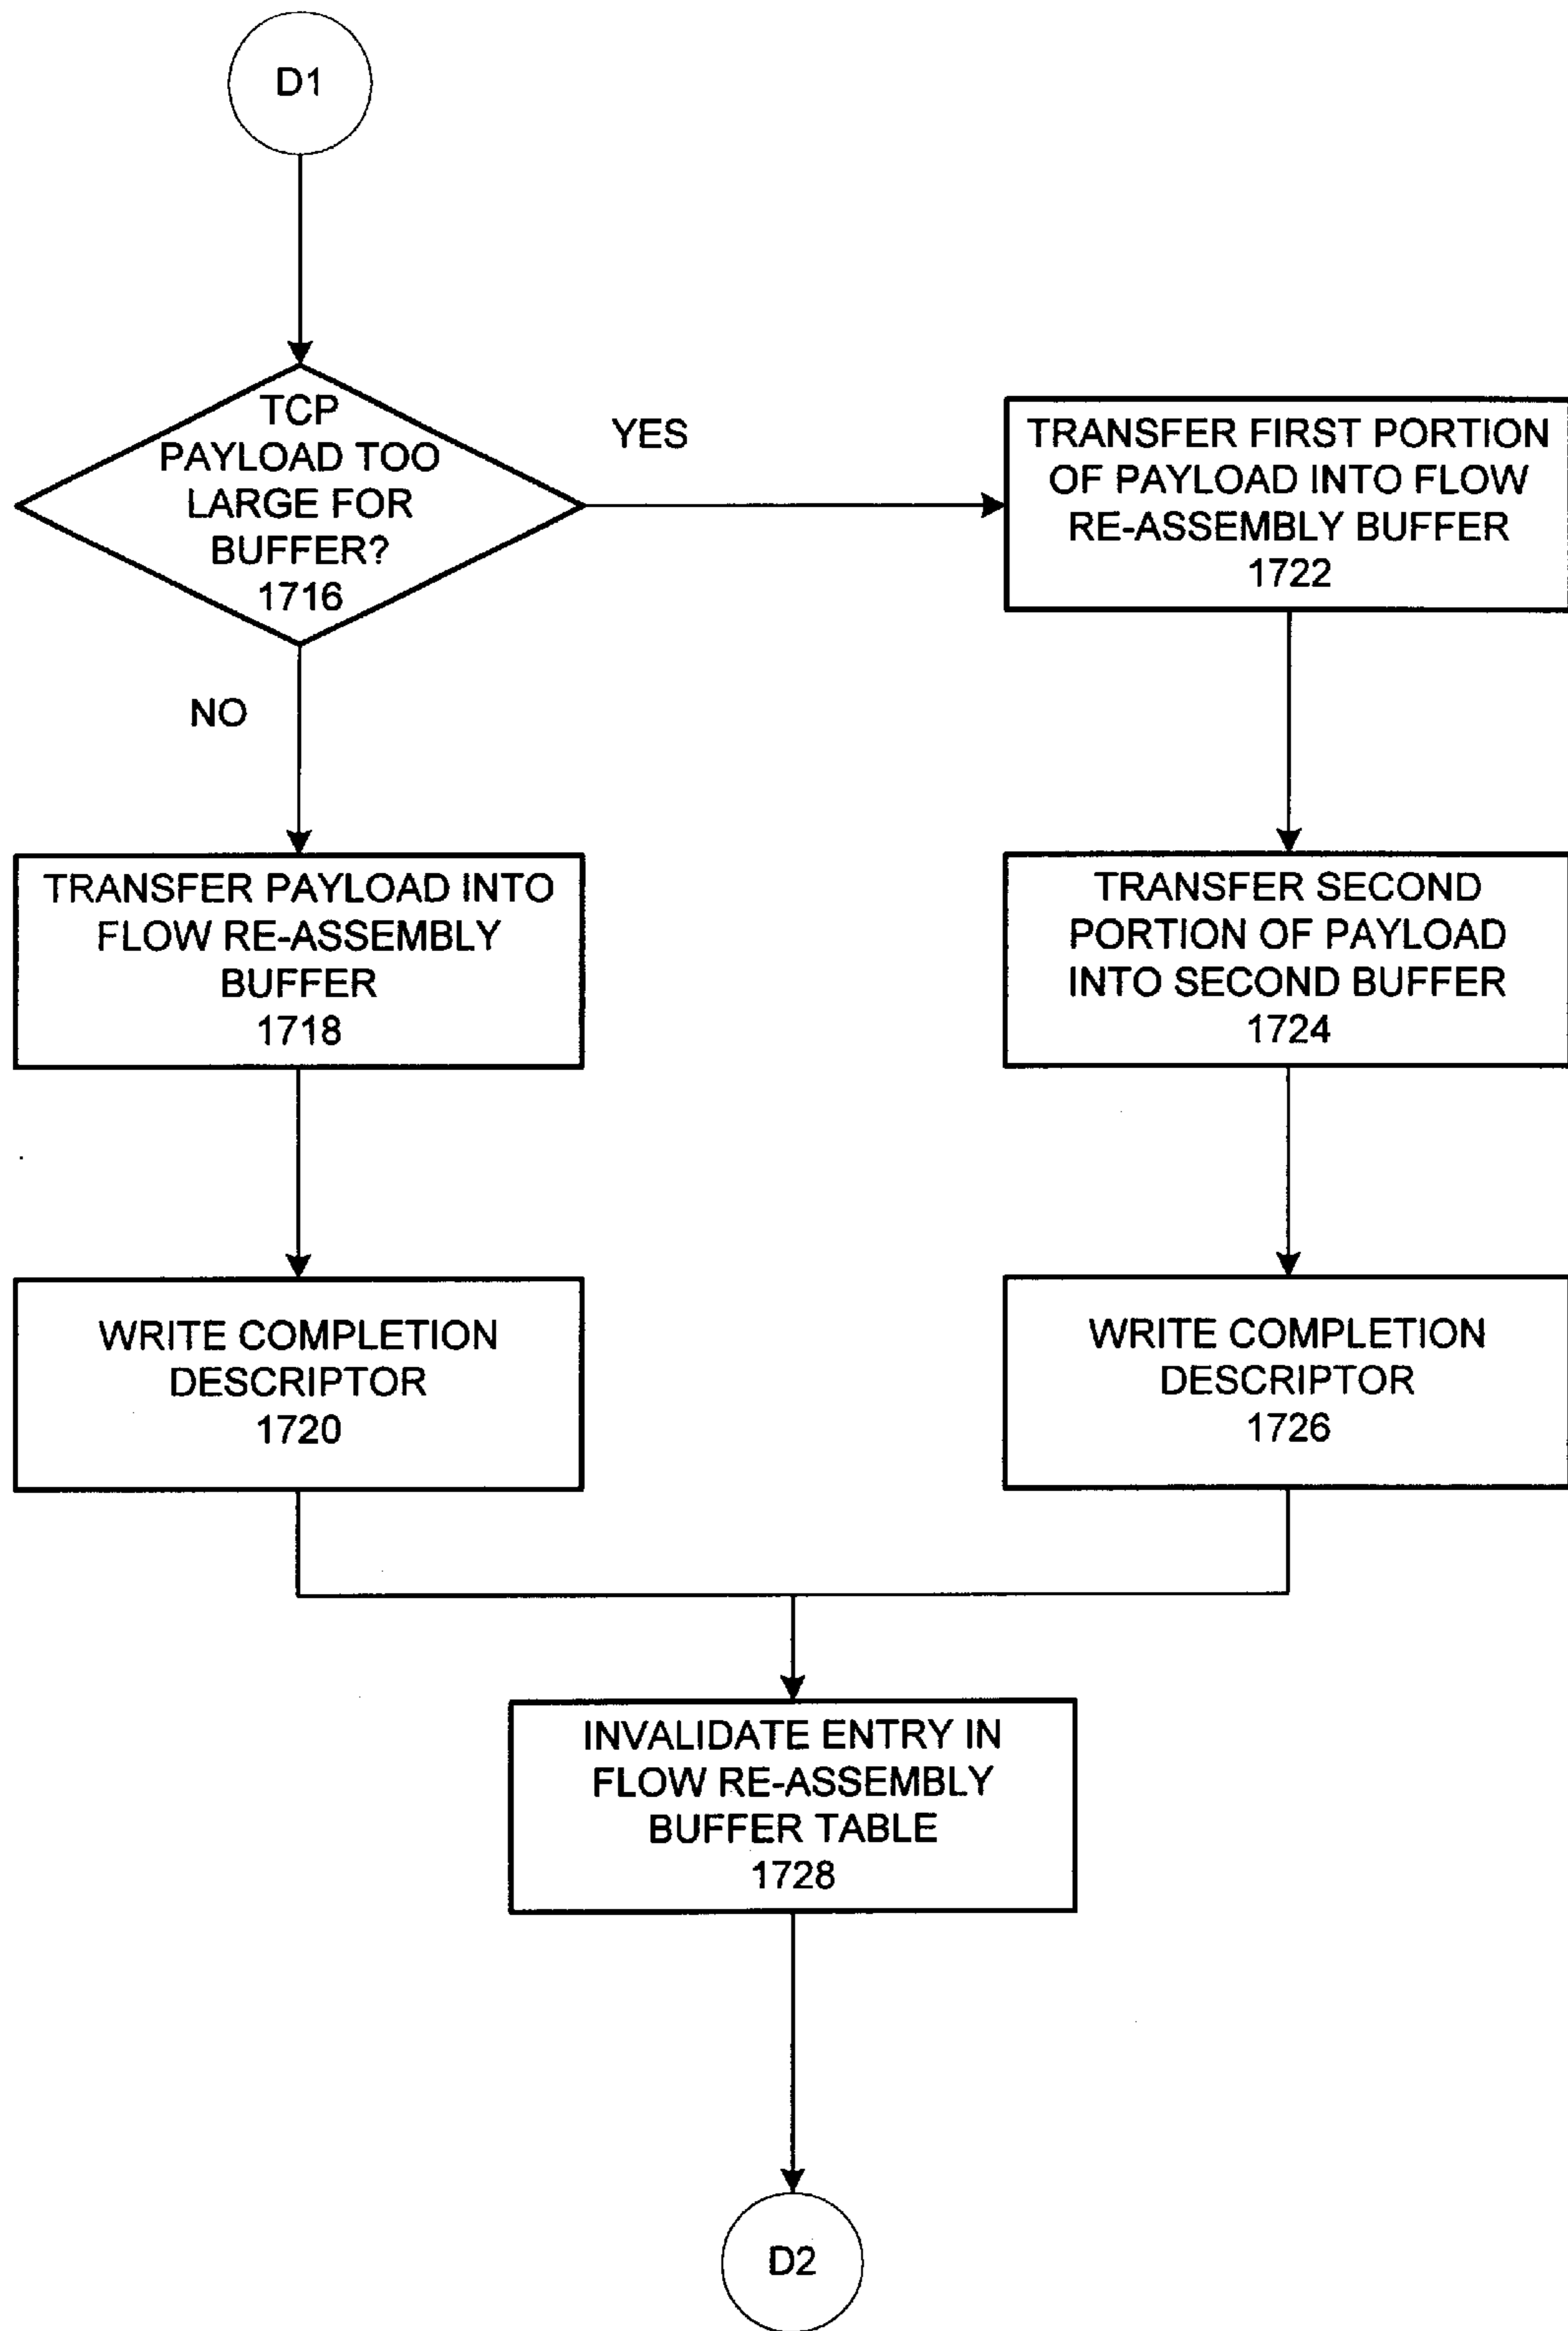 D1
TCP
PAYLOAD TOO
LARGE FOR
BUFFER?
1716
YES
NO
TRANSFER FIRST PORTION
OF PAYLOAD INTO FLOW
RE-ASSEMBLY BUFFER
1722
TRANSFER PAYLOAD INTO
FLOW RE-ASSEMBLY
BUFFER
1718
TRANSFER SECOND
PORTION OF PAYLOAD
INTO SECOND BUFFER
1724
WRITE COMPLETION
DESCRIPTOR
1720
WRITE COMPLETION
DESCRIPTOR
1726
INVALIDATE ENTRY IN
FLOW RE-ASSEMBLY
BUFFER TABLE
1728
D2